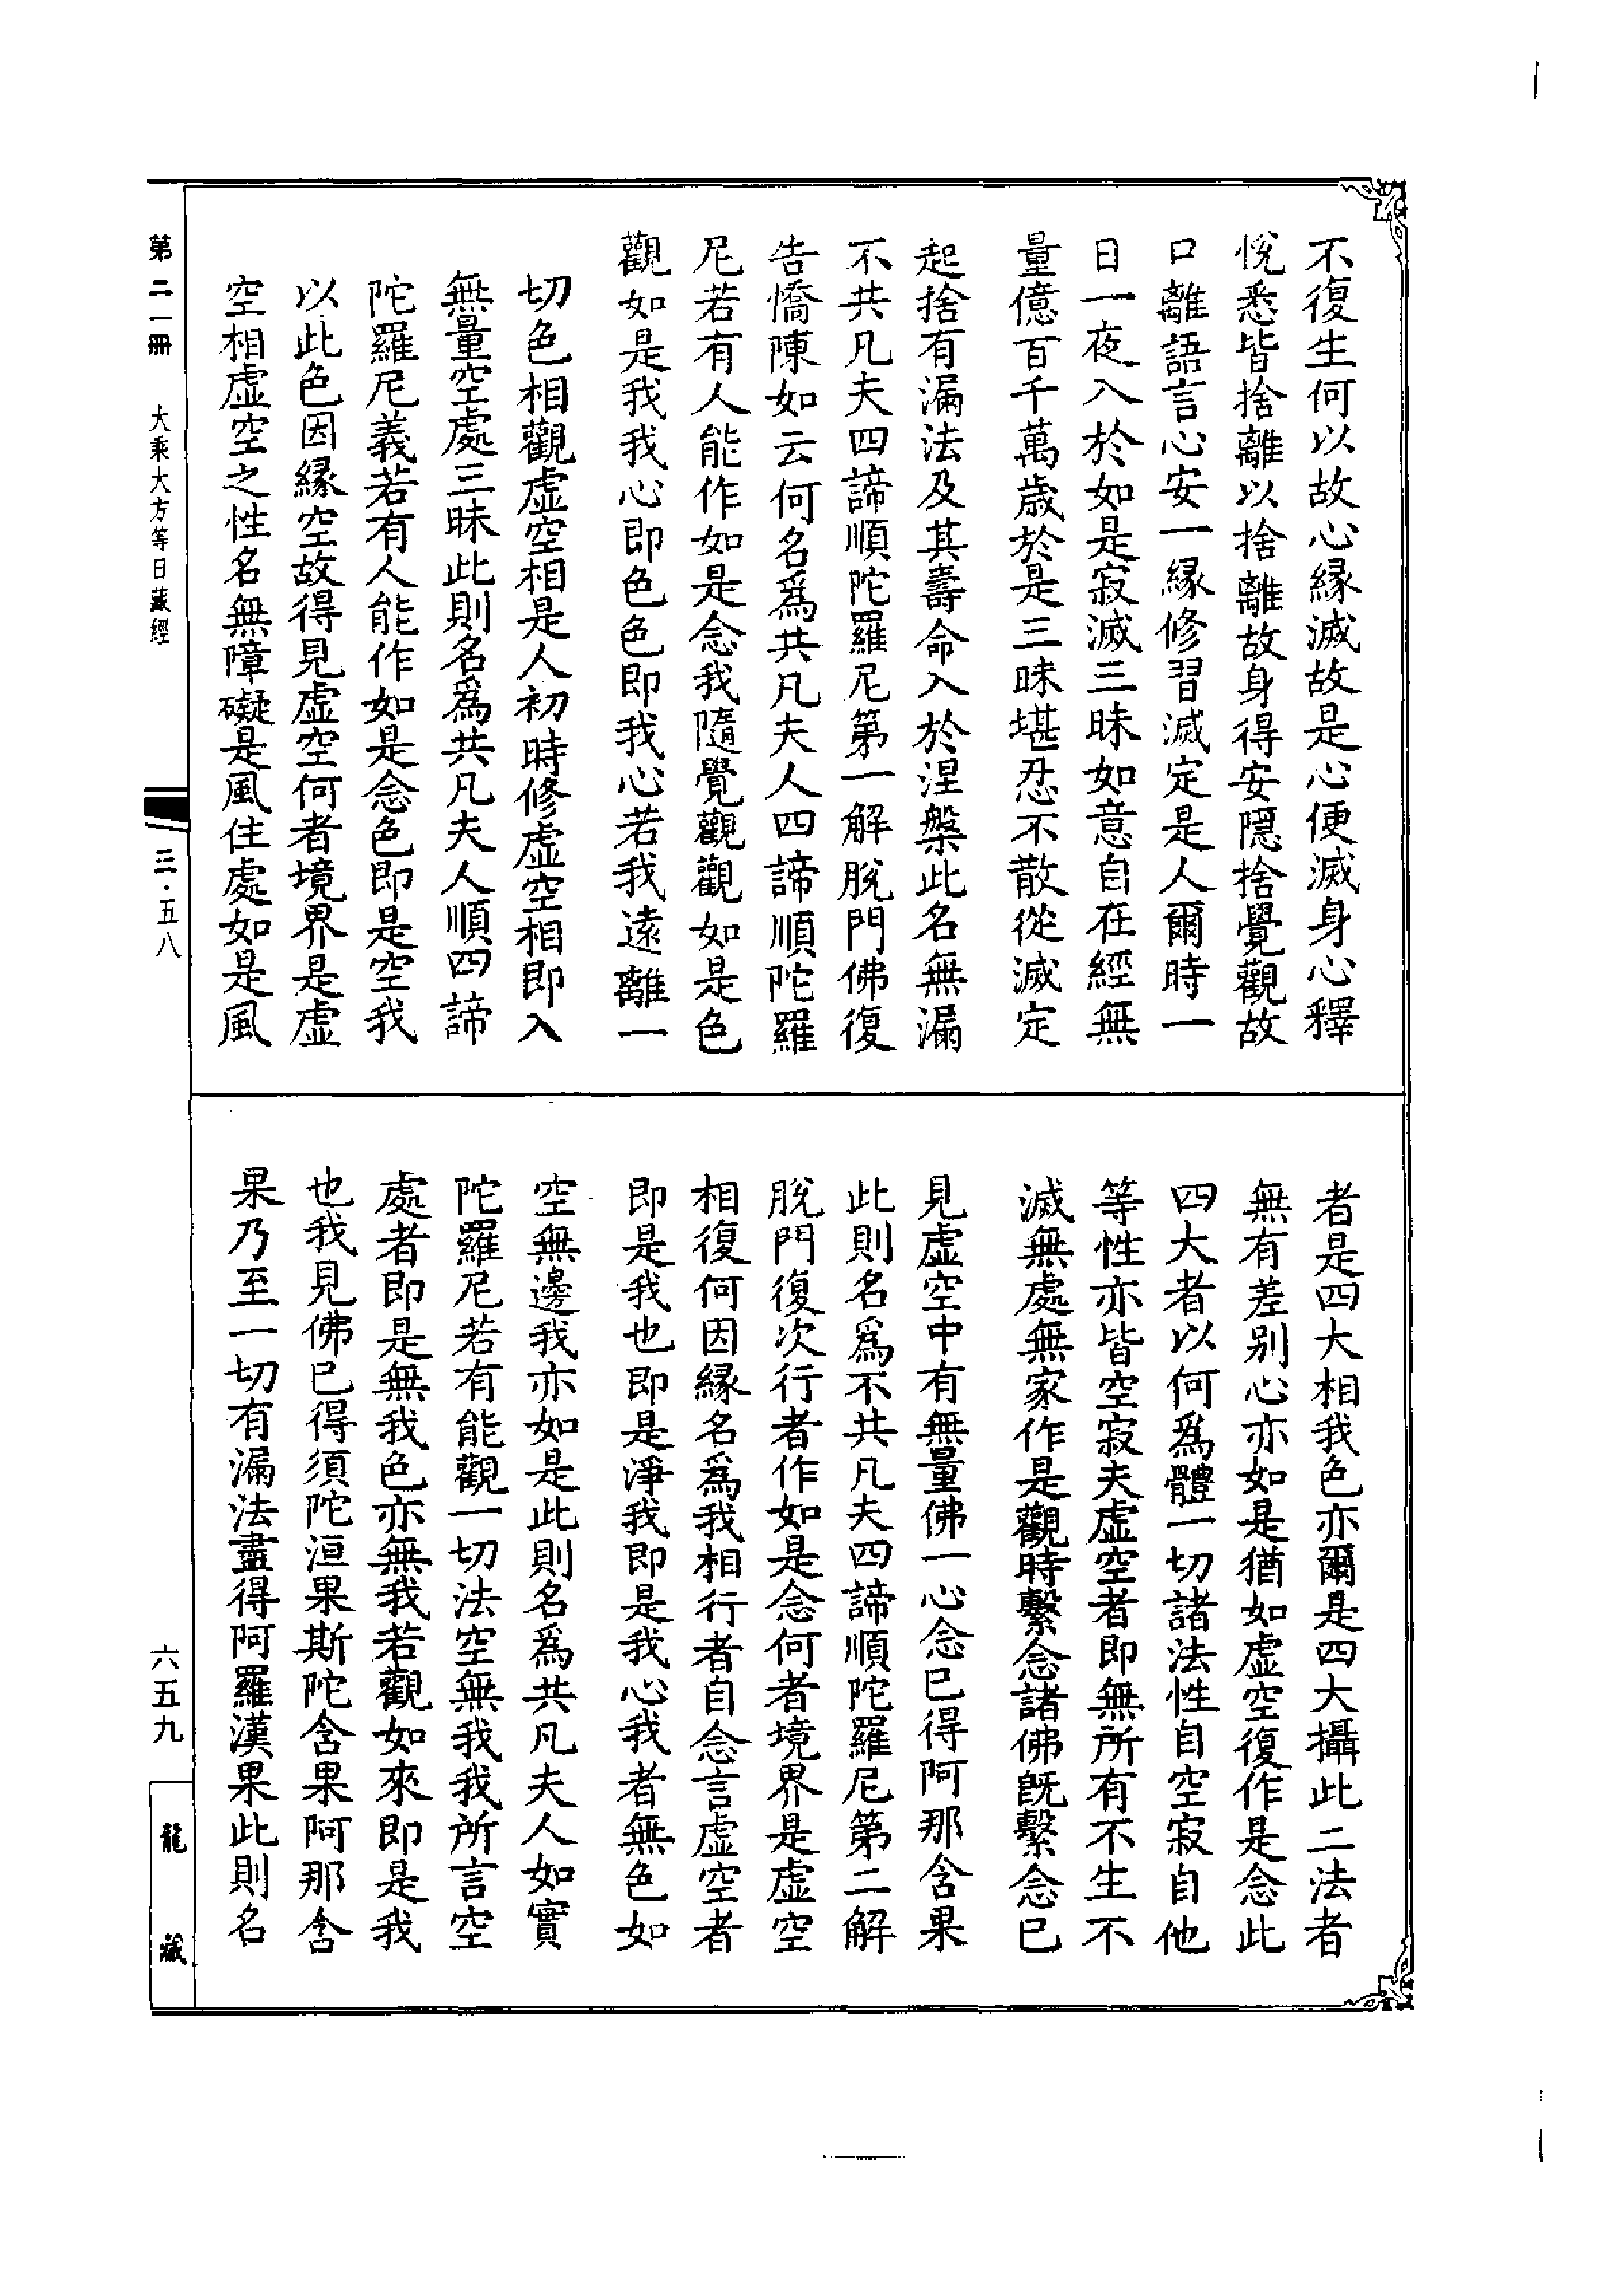 不復生何以故心緣滅故是心便滅身心釋
悅悉皆捨離以捨離故身得安隱捨覺觀故
口離語言心安一緣修習滅定是人爾時一
日一夜入於如是寂滅三昧如意自在經無
量億百千萬歲於是三昧堪忍不散從滅定
起捨有漏法及其壽命入於涅槃此名無漏
不共凡夫四諦順陀羅尼第一解脫門佛復
告憍陳如云何名爲共凡夫人四諦順陀羅
尼若有人能作如是念我隨覺觀觀如是色
觀如是我我心即色色即我心若我遠離一
切色相觀虛空相是人初時修虛空相即入
無量空處三昧此則名爲共凡夫人順四諦
陀羅尼義若有人能作如是念色即是空我
以此色因緣空故得見虛空何者境界是虛
空相虛空之性名無障礙是風住處如是風
者是四大相我色亦爾是四大攝此二法者
無有差别心亦如是猶如虛空復作是念此
四大者以何爲體一切諸法性自空寂自他
等性亦皆空寂夫虛空者即無所有不生不
滅無處無家作是觀時繫念諸佛既繫念已
見虛空中有無量佛一心念已得阿那含果
此則名爲不共凡夫四諦順陀羅尼第二解
脫門復次行者作如是念何者境界是虛空
相復何因緣名爲我相行者自念言虛空者
即是我也即是淨我即是我心我者無色如
空無邊我亦如是此則名爲共凡夫人如實
陀羅尼若有能觀一切法空無我我所言空
處者即是無我色亦無我若觀如來即是我
也我見佛已得須陀洹果斯陀含果阿那含
果乃至一切有漏法盡得阿羅漢果此則名
第二一冊 大乘大方等日藏經 三·五八 六五九 龍藏